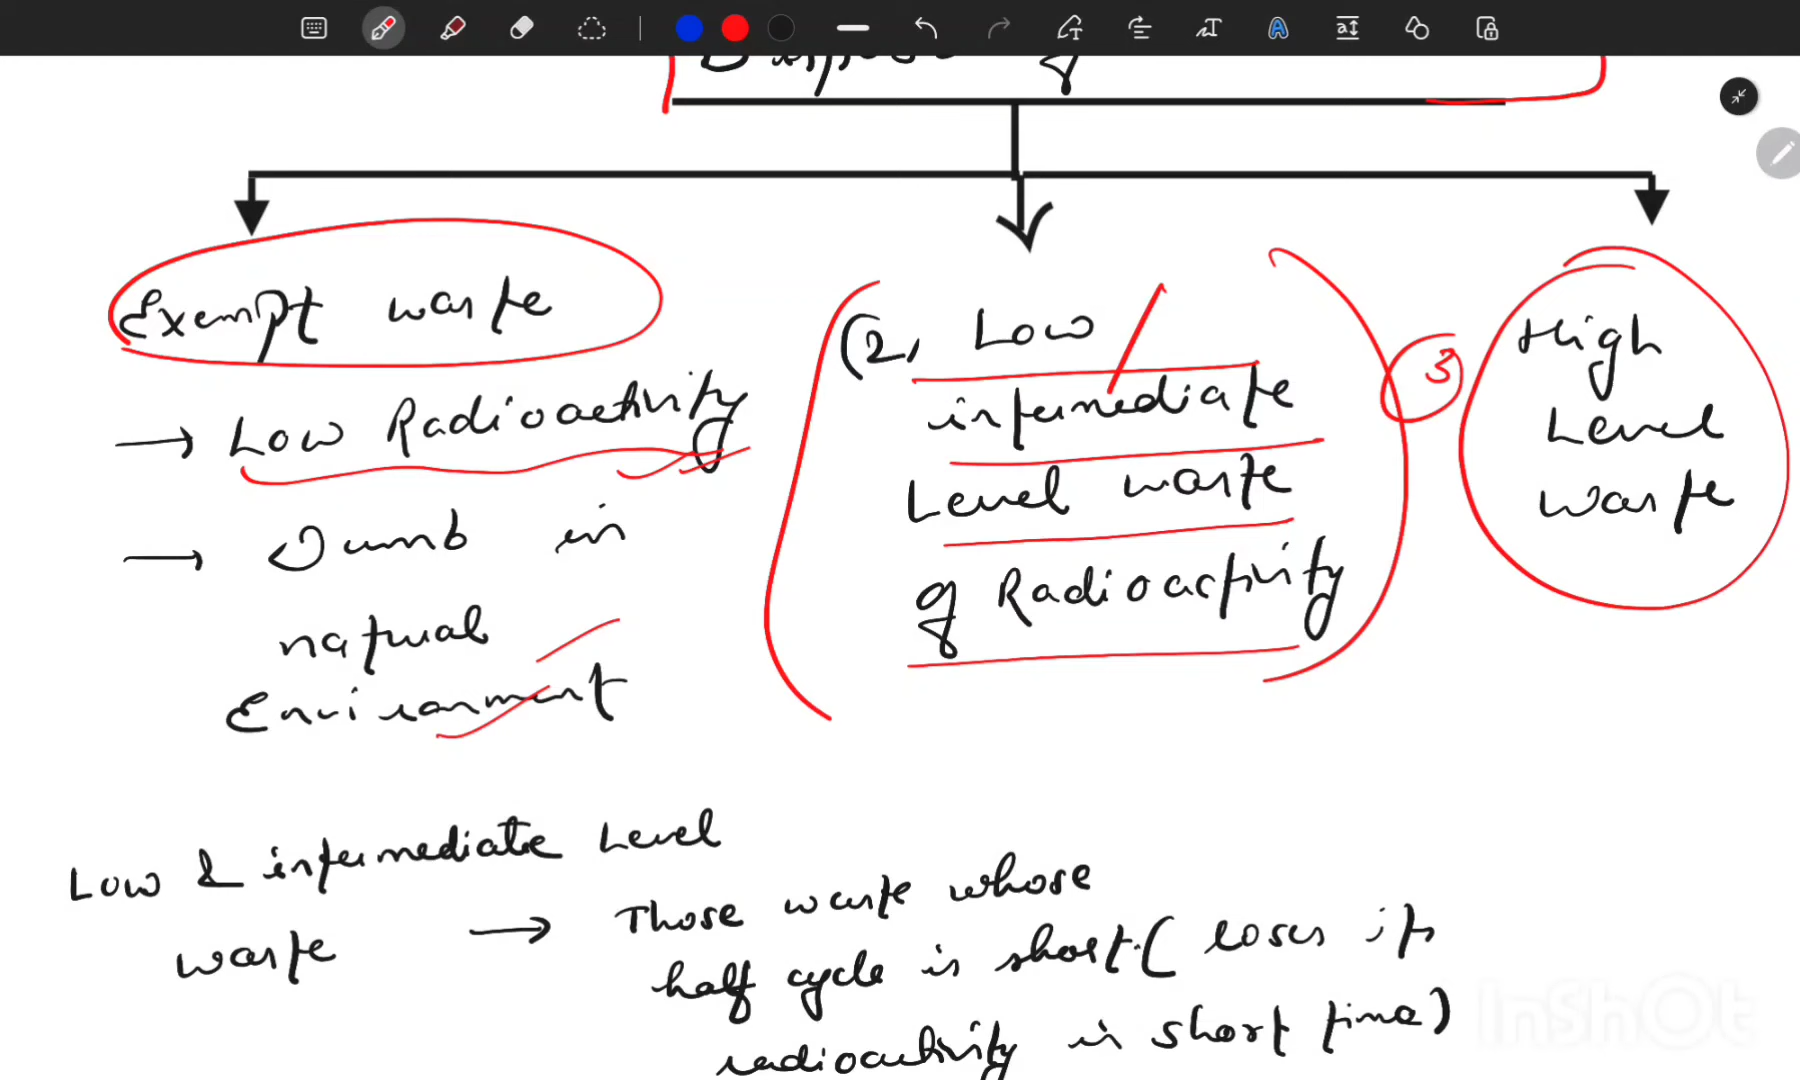 Exempt waste
→ Low Radioactivity
→ Dumb in
natural
Environment
(2, Low
intermediate
Level waste
of Radioactivity
3
High
Level
waste
Low & intermediate Level
waste → Those waste whose
half cycle is short. (loses its
radioactivity in short time)
InShOt